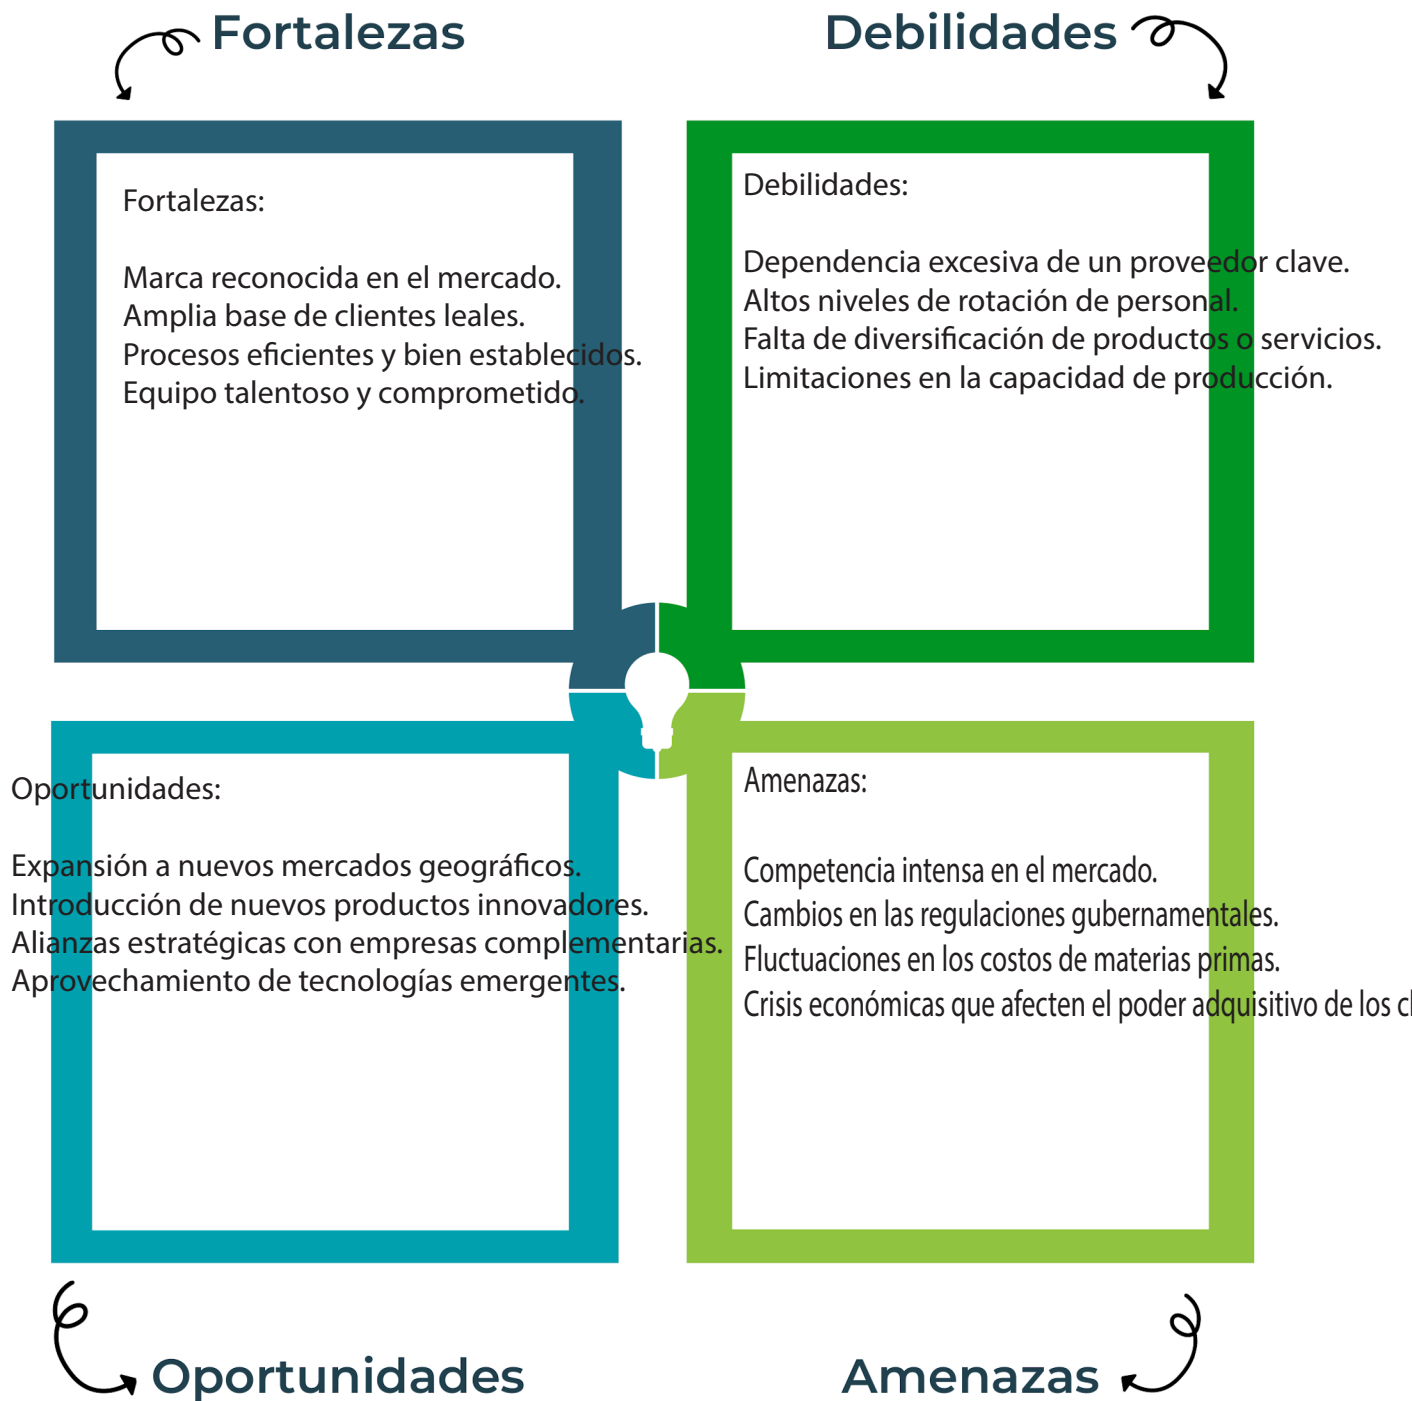 Fortalezas
Debilidades
Fortalezas:
Marca reconocida en el mercado.
Amplia base de clientes leales.
Procesos eficientes y bien establecidos.
Equipo talentoso y comprometido.
Debilidades:
Dependencia excesiva de un proveedor clave.
Altos niveles de rotación de personal.
Falta de diversificación de productos o servicios.
Limitaciones en la capacidad de producción.
Oportunidades:
Expansión a nuevos mercados geográficos.
Introducción de nuevos productos innovadores.
Alianzas estratégicas con empresas complementarias.
Aprovechamiento de tecnologías emergentes.
Amenazas:
Competencia intensa en el mercado.
Cambios en las regulaciones gubernamentales.
Fluctuaciones en los costos de materias primas.
Crisis económicas que afecten el poder adquisitivo de los
Oportunidades
Amenazas